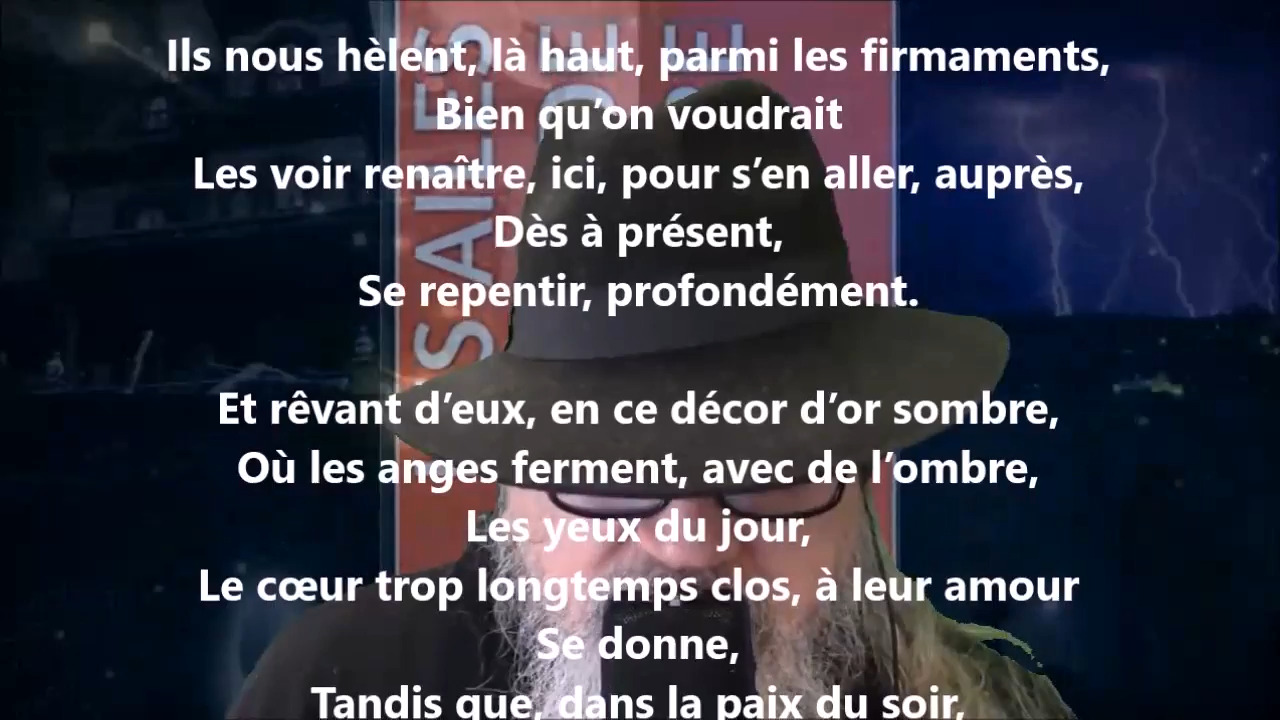 Ils nous hèlent, là haut, parmi les firmaments,
Bien qu’on voudrait
Les voir renaître, ici, pour s’en aller, auprès,
Dès à présent,
Se repentir, profondément.
Et rêvant d’eux, en ce décor d’or sombre,
Où les anges ferment, avec de l’ombre,
Les yeux du jour,
Le cœur trop longtemps clos, à leur amour
Se donne,
Tandis que, dans la paix du soir,
SAILES
DE